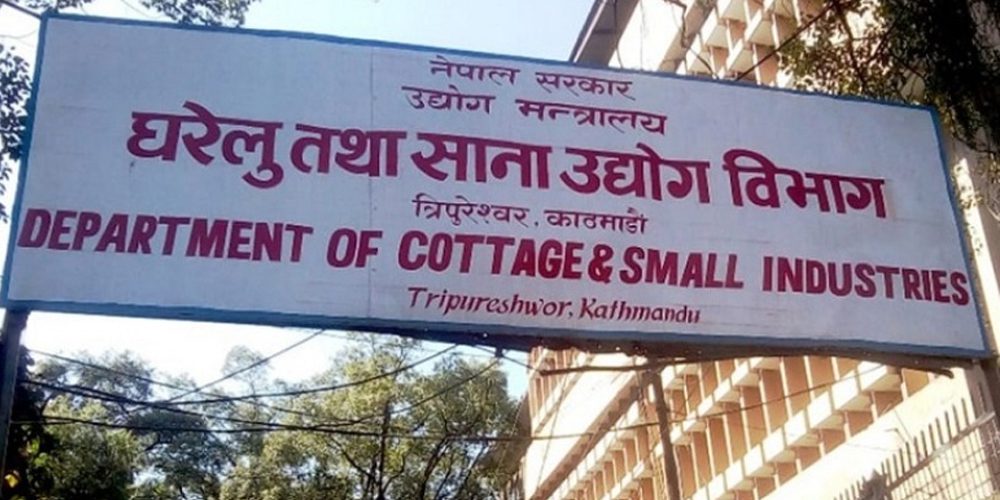 नेपाल सरकार
उद्योग मन्त्रालय
घरेलु तथा साना उद्योग विभाग
त्रिपुरेश्वर, काठमाडौं
DEPARTMENT OF COTTAGE & SMALL INDUSTRIES
Tripureshwor, Kathmandu